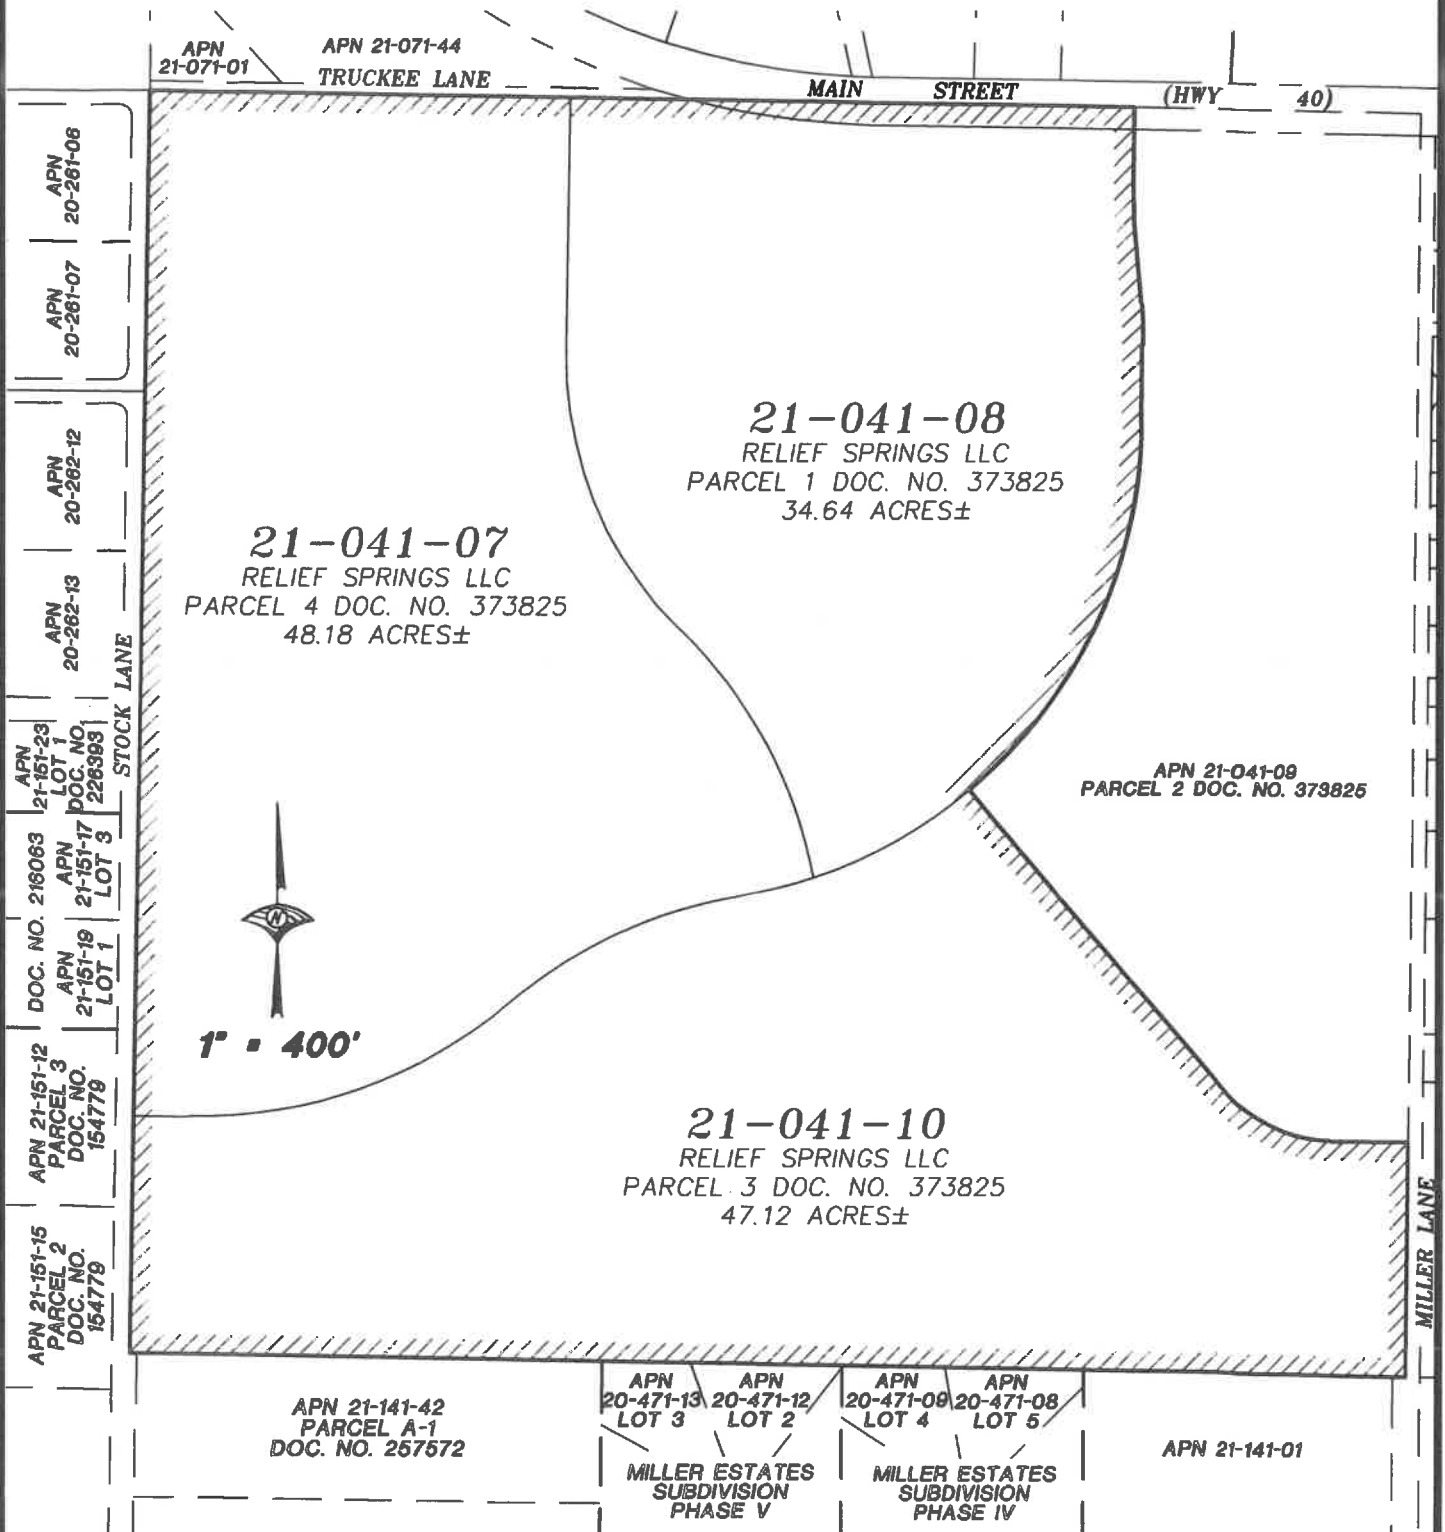 APN
21-071-01
APN 21-071-44
TRUCKEE LANE
MAIN STREET (HWY 40)
APN
20-261-06
APN
20-261-07
APN
20-262-12
APN
20-262-13
STOCK LANE
APN
21-151-23
LOT 1
DOC. NO.
226393
DOC. NO. 216063
APN
21-151-17
LOT 3
APN
21-151-19
LOT 1
APN 21-151-12
PARCEL 3
DOC. NO.
154779
APN 21-151-15
PARCEL 2
DOC. NO.
154779
21-041-08
RELIEF SPRINGS LLC
PARCEL 1 DOC. NO. 373825
34.64 ACRES±
21-041-07
RELIEF SPRINGS LLC
PARCEL 4 DOC. NO. 373825
48.18 ACRES±
APN 21-041-09
PARCEL 2 DOC. NO. 373825
N
1" = 400'
21-041-10
RELIEF SPRINGS LLC
PARCEL 3 DOC. NO. 373825
47.12 ACRES±
MILLER LANE
APN 21-141-42
PARCEL A-1
DOC. NO. 257572
APN
20-471-13
LOT 3
APN
20-471-12
LOT 2
APN
20-471-09
LOT 4
APN
20-471-08
LOT 5
MILLER ESTATES
SUBDIVISION
PHASE V
MILLER ESTATES
SUBDIVISION
PHASE IV
APN 21-141-01